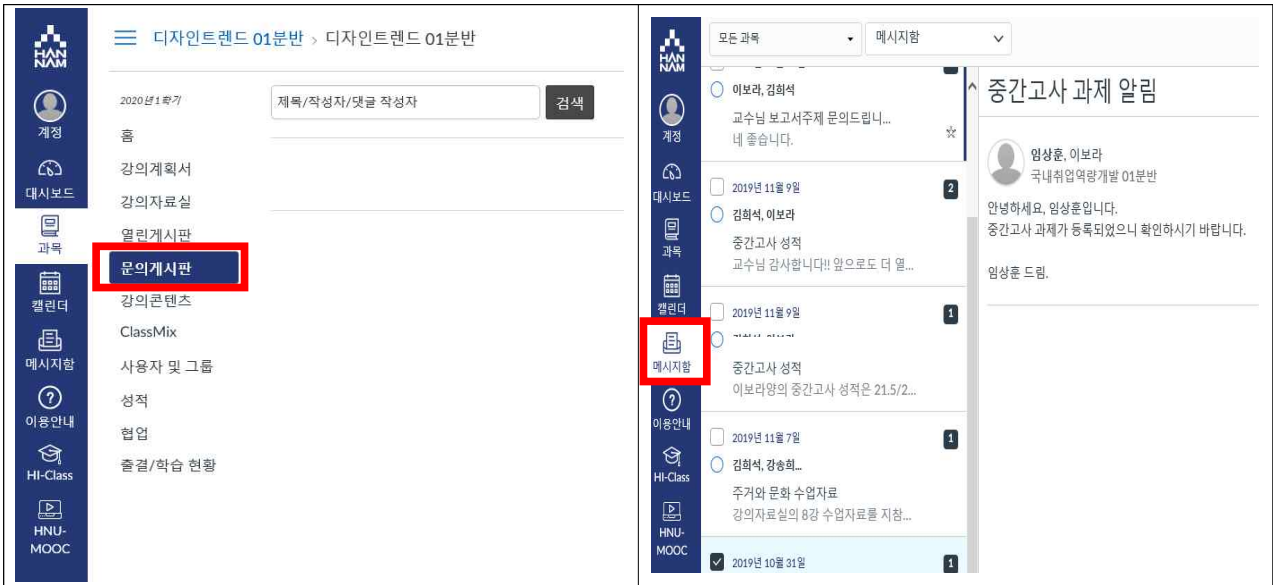 HAN
NAM
계정
대시보드
과목
캘린더
메시지함
이용안내
HI-Class
HNU-
MOOC
디자인트렌드 01분반 › 디자인트렌드 01분반
2020년 1학기
홈
강의계획서
강의자료실
열린게시판
문의게시판
강의콘텐츠
ClassMix
사용자 및 그룹
성적
협업
출결/학습 현황
제목/작성자/댓글 작성자
검색
HAN
NAM
계정
대시보드
과목
캘린더
메시지함
이용안내
HI-Class
HNU-
MOOC
모든 과목
메시지함
이보라, 김희석
교수님 보고서주제 문의드립니...
네 좋습니다.
2019년 11월 9일 2
김희석, 이보라
중간고사 성적
교수님 감사합니다!! 앞으로도 더 열...
2019년 11월 9일 1
중간고사 성적
이보라양의 중간고사 성적은 21.5/2...
2019년 11월 7일 1
김희석, 강송희...
주거와 문화 수업자료
강의자료실의 8강 수업자료를 지참...
2019년 10월 31일 1
중간고사 과제 알림
임상훈, 이보라
국내취업역량개발 01분반
안녕하세요, 임상훈입니다.
중간고사 과제가 등록되었으니 확인하시기 바랍니다.
임상훈 드림.